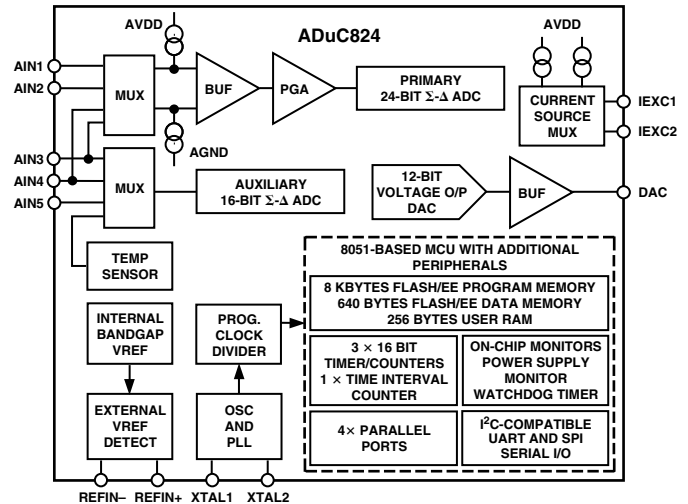 ADuC824
AVDD
AVDD
AIN1
AIN2
MUX
BUF
PGA
PRIMARY
24-BIT Σ-Δ ADC
CURRENT
SOURCE
MUX
IEXC1
IEXC2
AGND
AIN3
AIN4
AIN5
MUX
AUXILIARY
16-BIT Σ-Δ ADC
12-BIT
VOLTAGE O/P
DAC
BUF
DAC
TEMP
SENSOR
8051-BASED MCU WITH ADDITIONAL
PERIPHERALS
8 KBYTES FLASH/EE PROGRAM MEMORY
640 BYTES FLASH/EE DATA MEMORY
256 BYTES USER RAM
INTERNAL
BANDGAP
VREF
PROG.
CLOCK
DIVIDER
3 × 16 BIT
TIMER/COUNTERS
1 × TIME INTERVAL
COUNTER
ON-CHIP MONITORS
POWER SUPPLY
MONITOR
WATCHDOG TIMER
EXTERNAL
VREF
DETECT
OSC
AND
PLL
4× PARALLEL
PORTS
I²C-COMPATIBLE
UART AND SPI
SERIAL I/O
REFIN– REFIN+ XTAL1 XTAL2